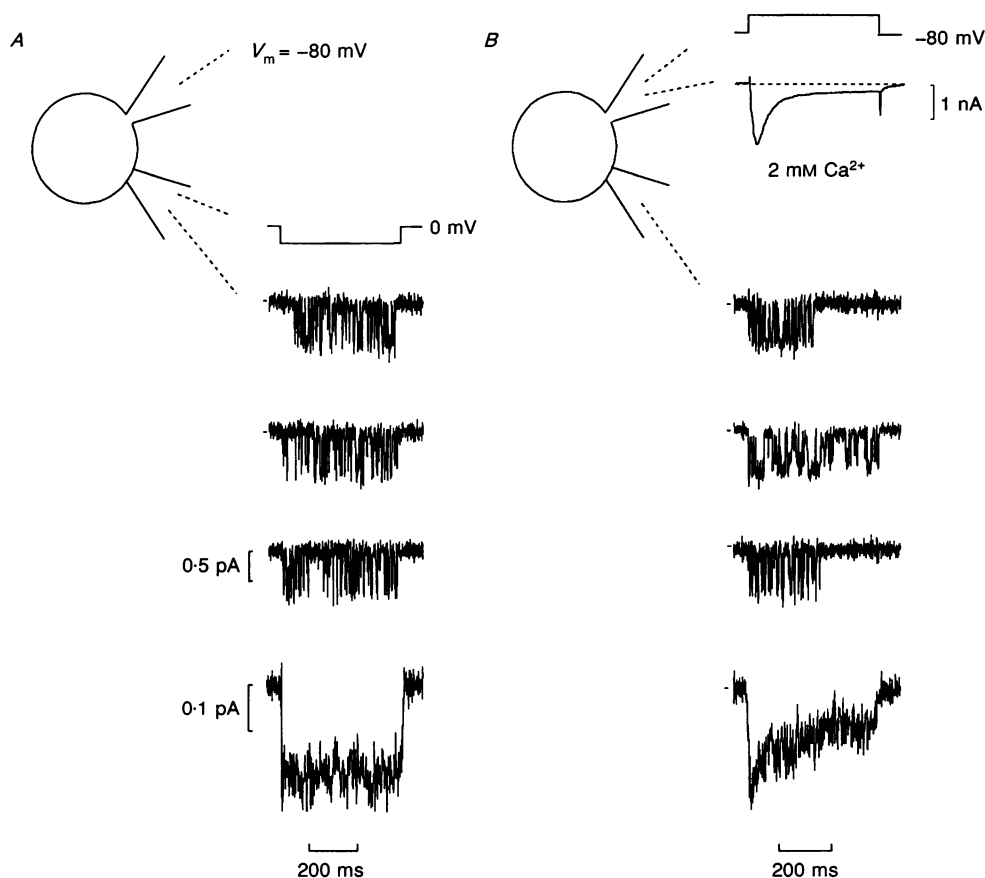 A
Vm = −80 mV
0 mV
0·5 pA
0·1 pA
200 ms
B
−80 mV
1 nA
2 mM Ca2+
200 ms